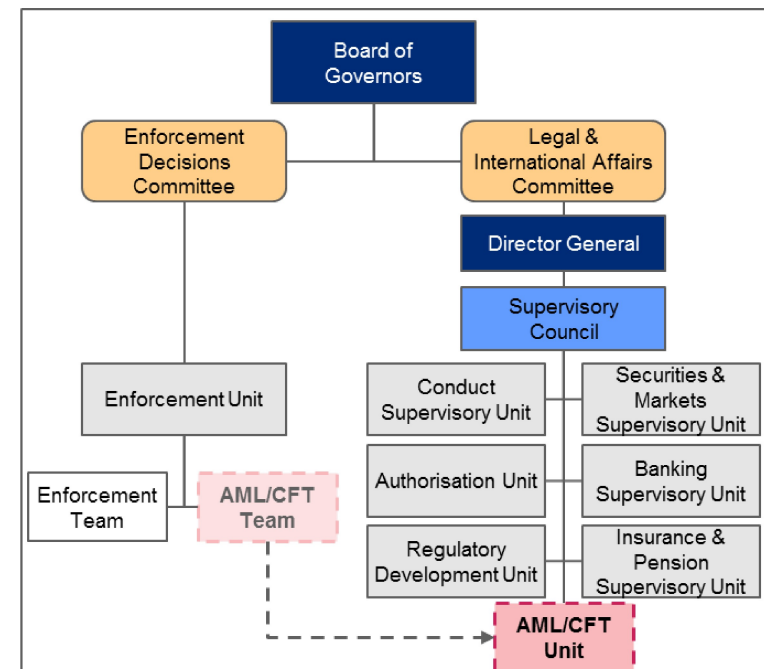 Board of
Governors
Enforcement
Decisions
Committee
Legal &
International Affairs
Committee
Director General
Supervisory
Council
Enforcement Unit
Conduct
Supervisory Unit
Securities &
Markets
Supervisory Unit
Enforcement
Team
AML/CFT
Team
Authorisation Unit
Banking
Supervisory Unit
Regulatory
Development Unit
Insurance &
Pension
Supervisory Unit
AML/CFT
Unit